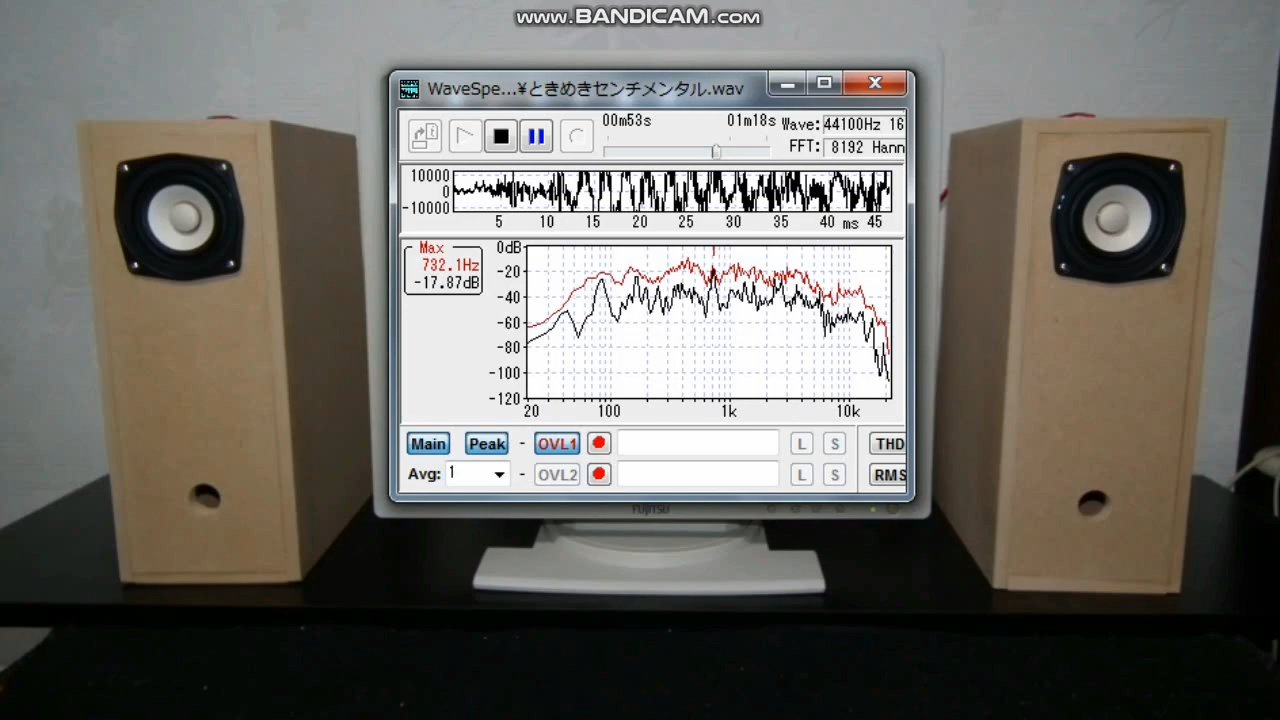 www.BANDICAM.com
WaveSpe...¥ときめきセンチメンタル.wav
00m53s 01m18s Wave: 44100Hz 16
FFT: 8192 Hann
10000
0
-10000
5 10 15 20 25 30 35 40 ms 45
Max
732.1Hz
-17.87dB
0dB
-20
-40
-60
-80
-100
-120
20 100 1k 10k
Main Peak - OVL1 L S THD
Avg: 1 - OVL2 L S RMS
FUJITSU